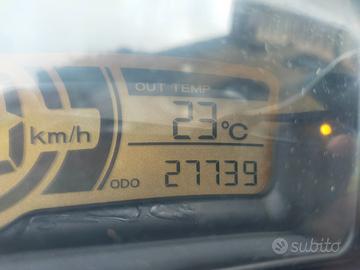 OUT TEMP
23°C
km/h
ODO 27739
subito